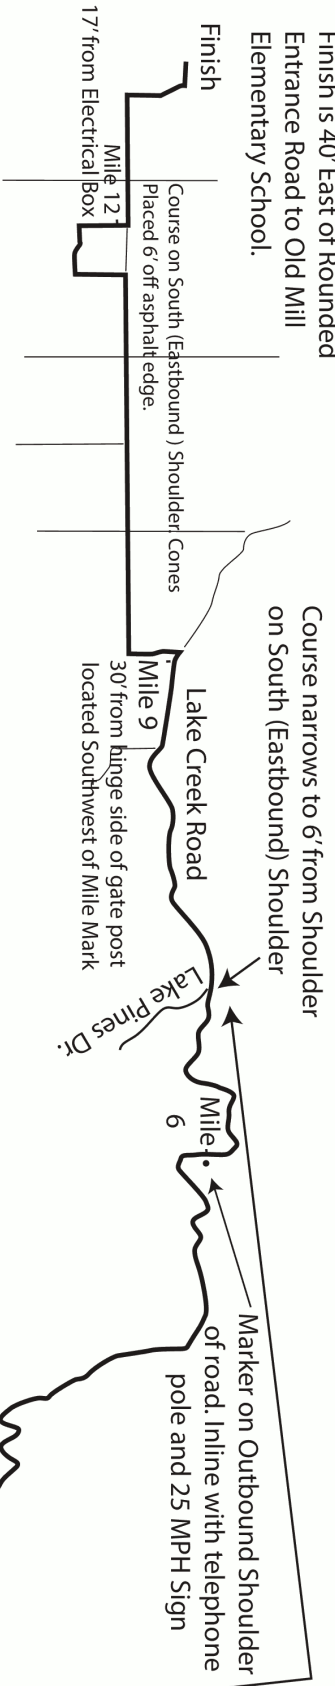 Finish is 40' East of Rounded
Entrance Road to Old Mill
Elementary School.
Finish
Course on South (Eastbound ) Shoulder. Cones
Placed 6' off asphalt edge.
Mile 12
17' from Electrical Box
Course narrows to 6' from Shoulder
on South (Eastbound) Shoulder
Lake Creek Road
Mile 9
30' from hinge side of gate post
located Southwest of Mile Mark
Lake Pines Dr.
Mile
6
Marker on Outbound Shoulder
of road. Inline with telephone
pole and 25 MPH Sign